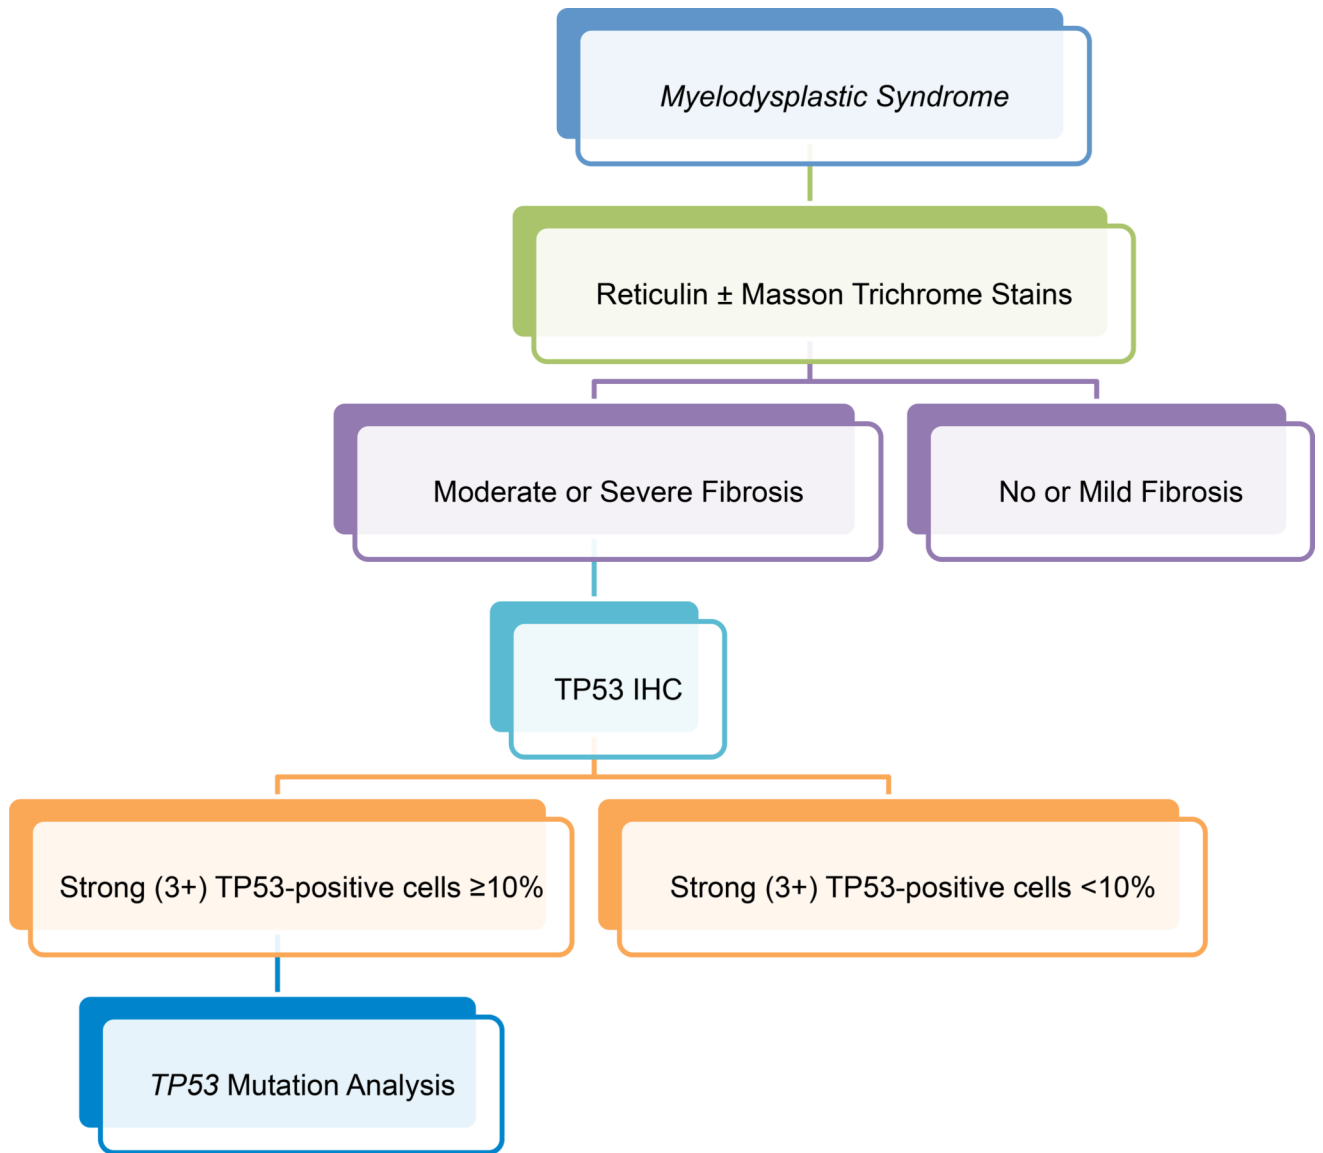 Myelodysplastic Syndrome
Reticulin ± Masson Trichrome Stains
Moderate or Severe Fibrosis
No or Mild Fibrosis
TP53 IHC
Strong (3+) TP53-positive cells ≥10%
Strong (3+) TP53-positive cells <10%
TP53 Mutation Analysis